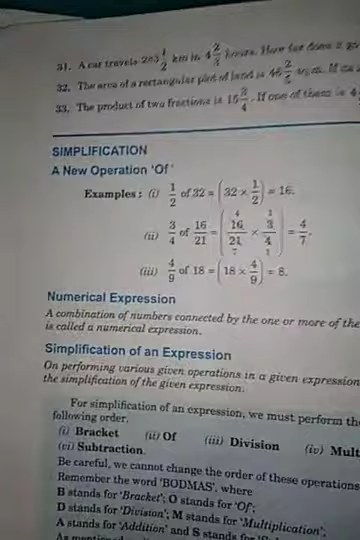 31. A car travels 283 1/2 km in 4 2/3 hours. How far does it go
32. The area of a rectangular plot of land is 45 2/ sq.m. If
33. The product of two fractions is 15 3/4. If one of them is 4
SIMPLIFICATION
A New Operation 'Of'
Examples : (i) 1/2 of 32 = (32 × 1/2) = 16.
(ii) 3/4 of 16/21 = (16/21 × 3/4) = 4/7.
(iii) 4/9 of 18 = (18 × 4/9) = 8.
Numerical Expression
A combination of numbers connected by the one or more of the
is called a numerical expression.
Simplification of an Expression
On performing various given operations in a given expression
the simplification of the given expression.
For simplification of an expression, we must perform the
following order.
(i) Bracket (ii) Of (iii) Division (iv) Mult
(vi) Subtraction.
Be careful, we cannot change the order of these operations
Remember the word 'BODMAS', where
B stands for 'Bracket'; O stands for 'Of';
D stands for 'Division'; M stands for 'Multiplication';
A stands for 'Addition' and S stands for
As mentioned